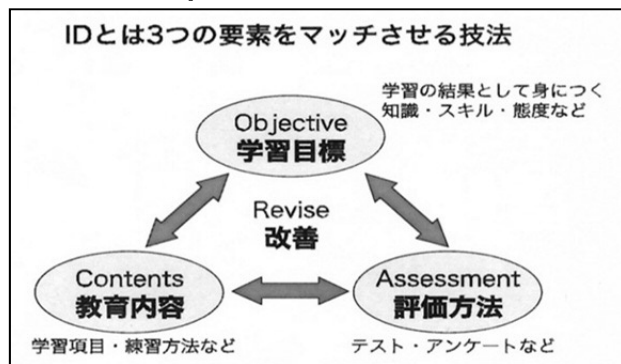 IDとは3つの要素をマッチさせる技法
学習の結果として身につく
知識・スキル・態度など
Objective
学習目標
Revise
改善
Contents
教育内容
Assessment
評価方法
学習項目・練習方法など
テスト・アンケートなど